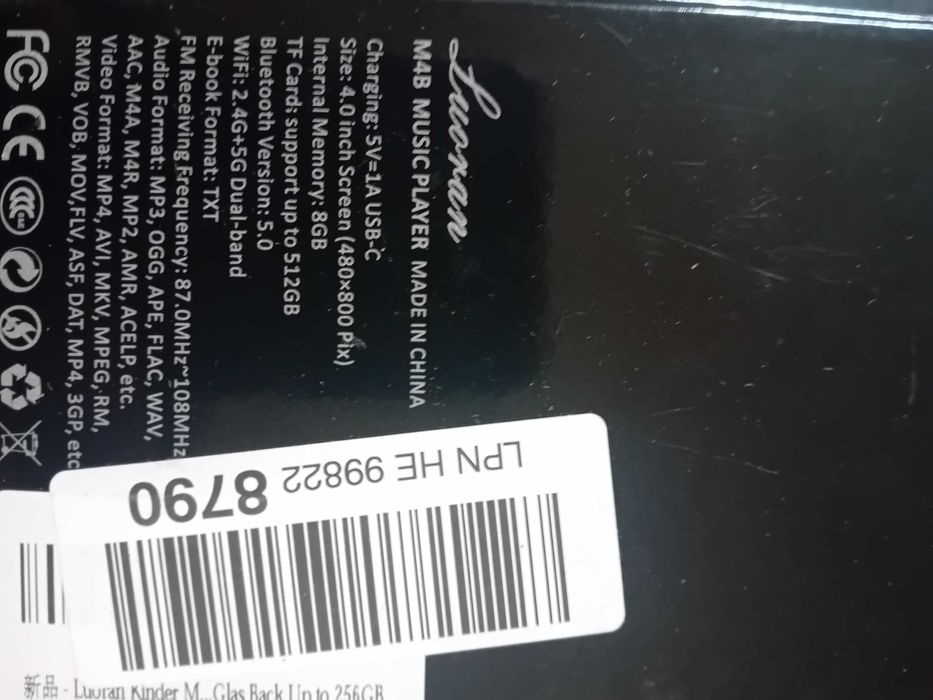 Luoran
M4B MUSIC PLAYER MADE IN CHINA
Charging: 5V=1A USB-C
Size: 4.0 inch Screen (480×800 Pix)
Internal Memory: 8GB
TF Card: support up to 512GB
Bluetooth Version: 5.0
WiFi: 2.4G+5G Dual-band
E-book Format: TXT
FM Receiving Frequency: 87.0MHz~108MHz
Audio Format: MP3, OGG, APE, FLAC, WAV,
AAC, M4A, M4R, MP2, AMR, ACELP, etc.
Video Format: MP4, AVI, MKV, MPEG, RM,
RMVB, VOB, MOV,FLV, ASF, DAT, MP4, 3GP, etc
FC CE
LPN HE 99822 8790
新品 - Luoran Kinder M...Glas Back Up to 256GB